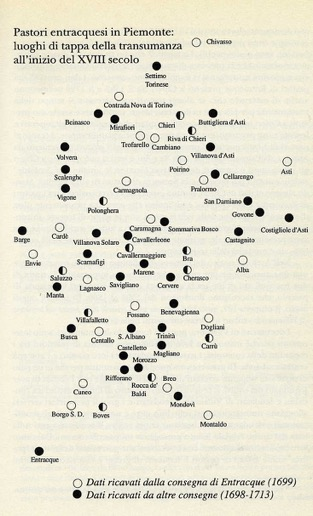 Pastori entracquesi in Piemonte:
luoghi di tappa della transumanza
all'inizio del XVIII secolo
Chivasso
Settimo
Torinese
Contrada Nova di Torino
Beinasco
Mirafiori
Chieri
Buttigliera d'Asti
Riva di Chieri
Trofarello
Cambiano
Volvera
Villanova d'Asti
Poirino
Asti
Scalenghe
Cellarengo
Carmagnola
Pralormo
Vigone
San Damiano
Polonghera
Govone
Costigliole d'Asti
Caramagna
Sommariva Bosco
Barge
Cardè
Villanova Solaro
Cavallerleone
Castagnito
Cavallermaggiore
Envie
Scarnafigi
Bra
Alba
Marene
Saluzzo
Cherasco
Lagnasco
Savigliano
Cervere
Manta
Fossano
Benevagienna
Villafalletto
Dogliani
Busca
Centallo
S. Albano
Trinità
Carrù
Castelletto
Magliano
Morozzo
Rifforano
Rocca de'
Baldi
Breo
Cuneo
Mondovì
Borgo S. D.
Boves
Montaldo
Entracque
Dati ricavati dalla consegna di Entracque (1699)
Dati ricavati da altre consegne (1698-1713)